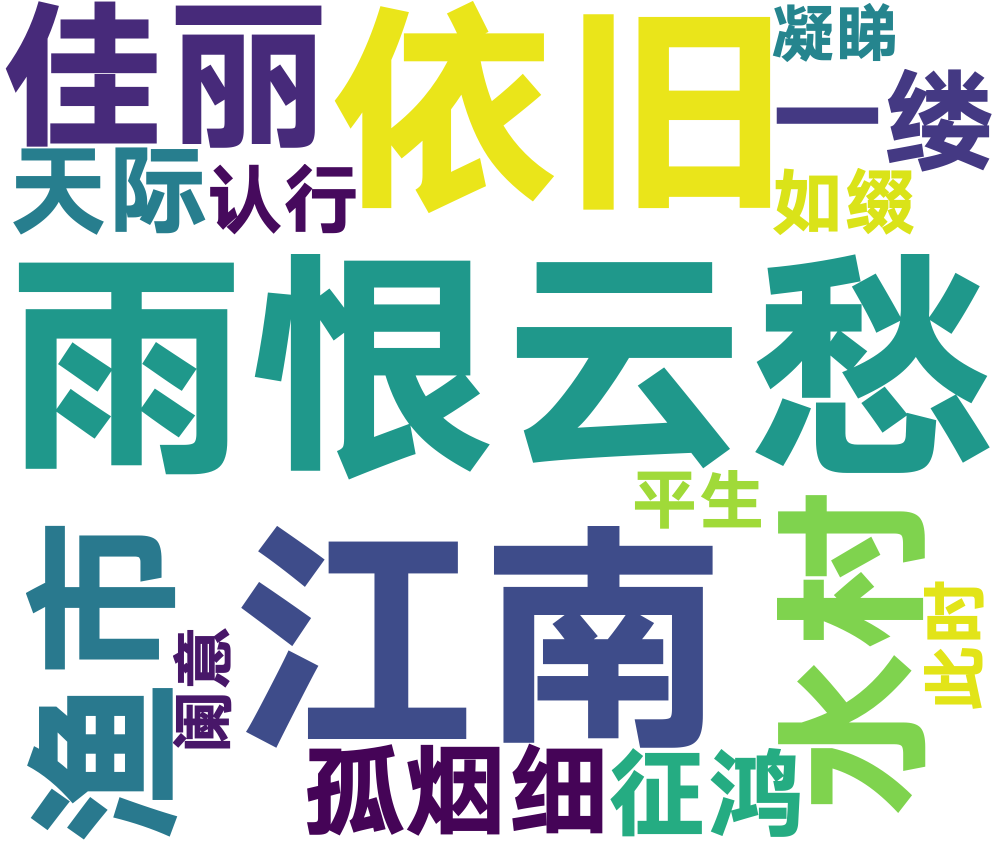 佳丽
依旧
凝睇
一缕
天际
认行
如缀
雨恨云愁
平生
渔市
阑意
江南
水村
此时
孤烟细
征鸿